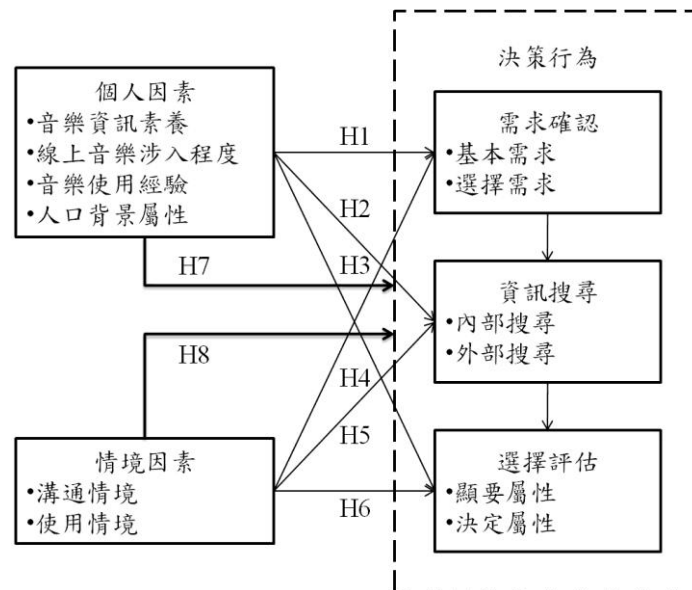 決策行為
個人因素
•音樂資訊素養
•線上音樂涉入程度
•音樂使用經驗
•人口背景屬性
H1
需求確認
•基本需求
•選擇需求
H2
H3
H7
資訊搜尋
•內部搜尋
•外部搜尋
H8
H4
H5
情境因素
•溝通情境
•使用情境
H6
選擇評估
•顯要屬性
•決定屬性